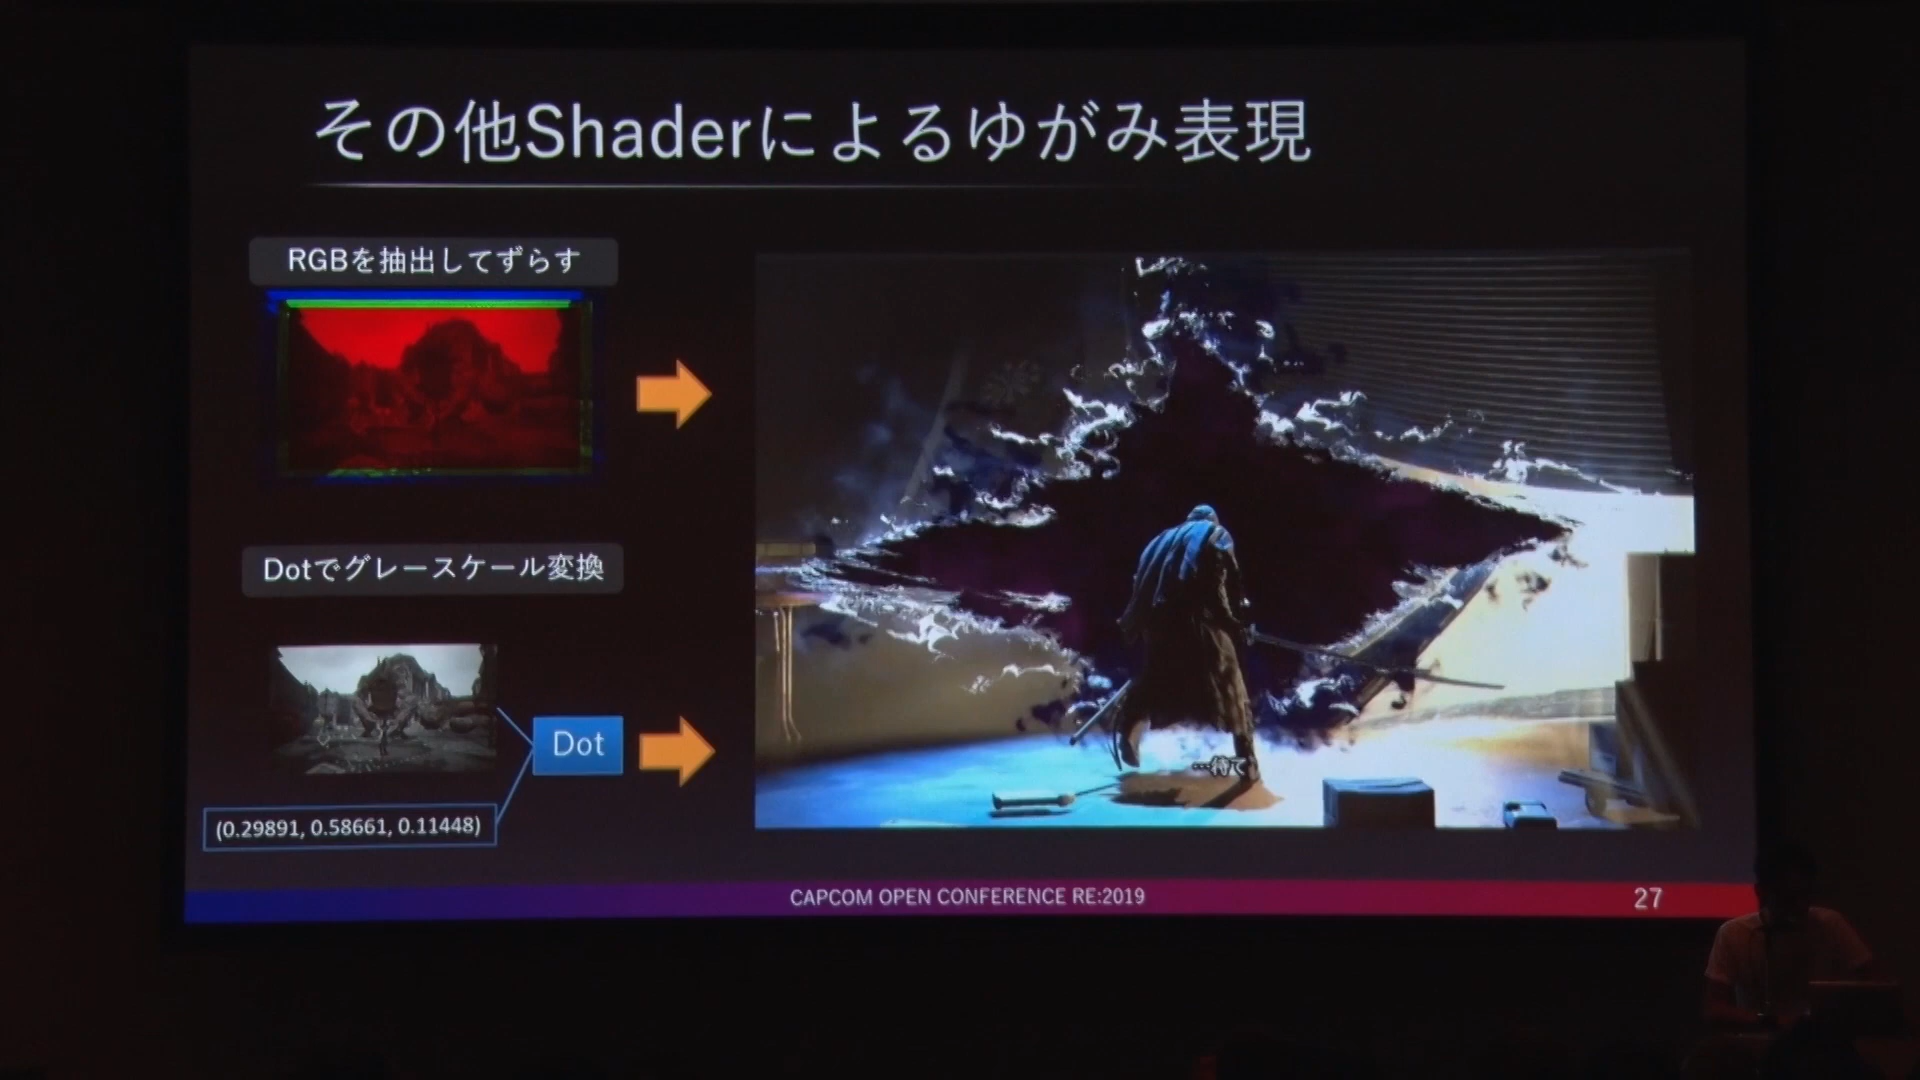 その他Shaderによるゆがみ表現
RGBを抽出してずらす
Dotでグレースケール変換
Dot
(0.29891, 0.58661, 0.11448)
…待て
CAPCOM OPEN CONFERENCE RE:2019
27